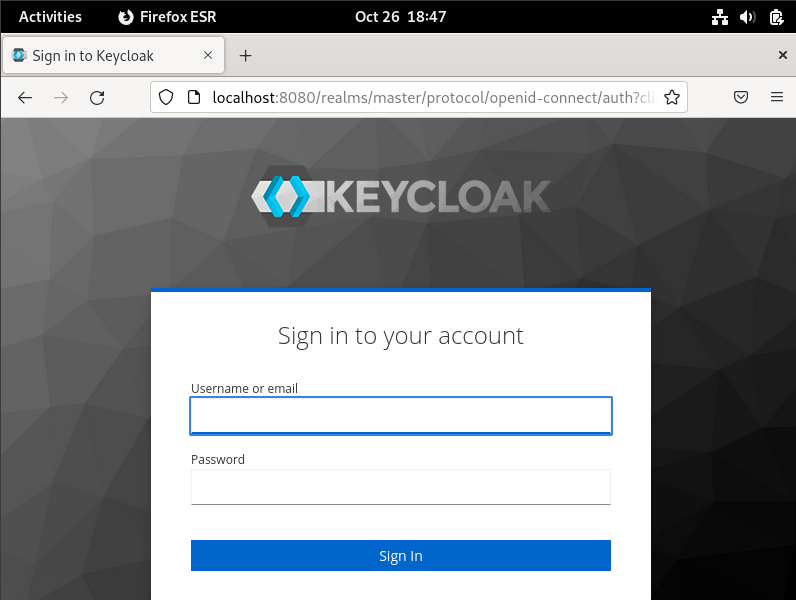 Activities Firefox ESR Oct 26 18:47
Sign in to Keycloak
localhost:8080/realms/master/protocol/openid-connect/auth?cli
KEYCLOAK
Sign in to your account
Username or email
Password
Sign In